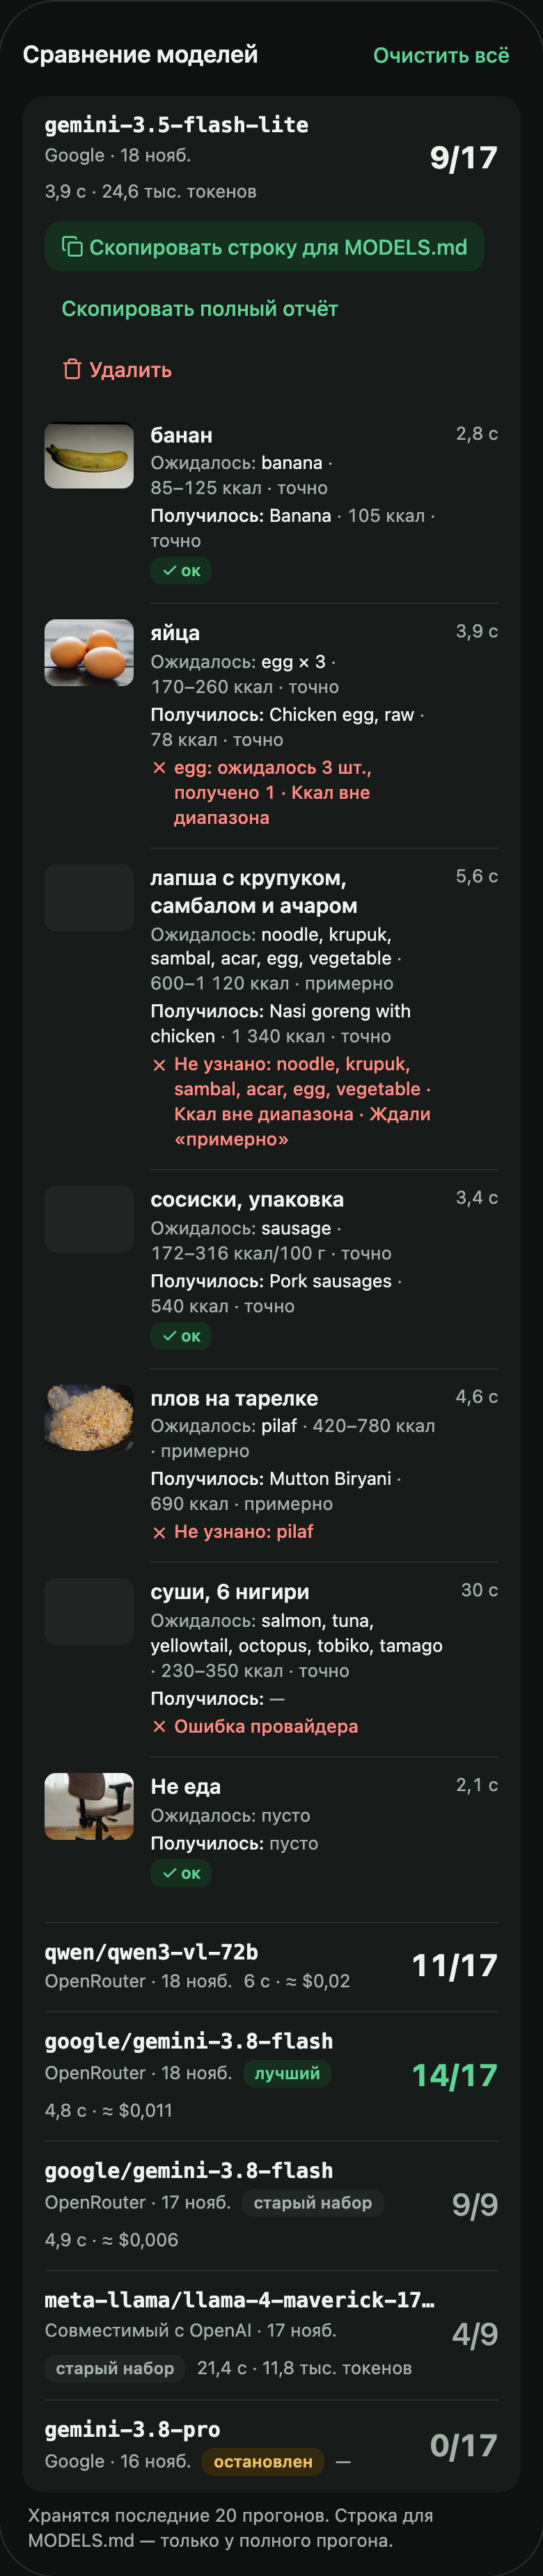 Сравнение моделей
Очистить всё
gemini-3.5-flash-lite
Google · 18 нояб.
9/17
3,9 с · 24,6 тыс. токенов
Скопировать строку для MODELS.md
Скопировать полный отчёт
Удалить
банан
2,8 с
Ожидалось: banana ·
85–125 ккал · точно
Получилось: Banana · 105 ккал ·
точно
✓ ок
яйца
3,9 с
Ожидалось: egg × 3 ·
170–260 ккал · точно
Получилось: Chicken egg, raw ·
78 ккал · точно
× egg: ожидалось 3 шт.,
получено 1 · Ккал вне
диапазона
лапша с крупуком,
самбалом и ачаром
5,6 с
Ожидалось: noodle, krupuk,
sambal, acar, egg, vegetable ·
600–1 120 ккал · примерно
Получилось: Nasi goreng with
chicken · 1 340 ккал · точно
× Не узнано: noodle, krupuk,
sambal, acar, egg, vegetable ·
Ккал вне диапазона · Ждали
«примерно»
сосиски, упаковка
3,4 с
Ожидалось: sausage ·
172–316 ккал/100 г · точно
Получилось: Pork sausages ·
540 ккал · точно
✓ ок
плов на тарелке
4,6 с
Ожидалось: pilaf · 420–780 ккал
· примерно
Получилось: Mutton Biryani ·
690 ккал · примерно
× Не узнано: pilaf
суши, 6 нигири
30 с
Ожидалось: salmon, tuna,
yellowtail, octopus, tobiko, tamago
· 230–350 ккал · точно
Получилось: —
× Ошибка провайдера
Не еда
2,1 с
Ожидалось: пусто
Получилось: пусто
✓ ок
qwen/qwen3-vl-72b
OpenRouter · 18 нояб. 6 с · ≈ $0,02
11/17
google/gemini-3.8-flash
OpenRouter · 18 нояб. лучший
14/17
4,8 с · ≈ $0,011
google/gemini-3.8-flash
OpenRouter · 17 нояб. старый набор
9/9
4,9 с · ≈ $0,006
meta-llama/llama-4-maverick-17…
Совместимый с OpenAI · 17 нояб.
4/9
старый набор 21,4 с · 11,8 тыс. токенов
gemini-3.8-pro
Google · 16 нояб. остановлен —
0/17
Хранятся последние 20 прогонов. Строка для
MODELS.md — только у полного прогона.